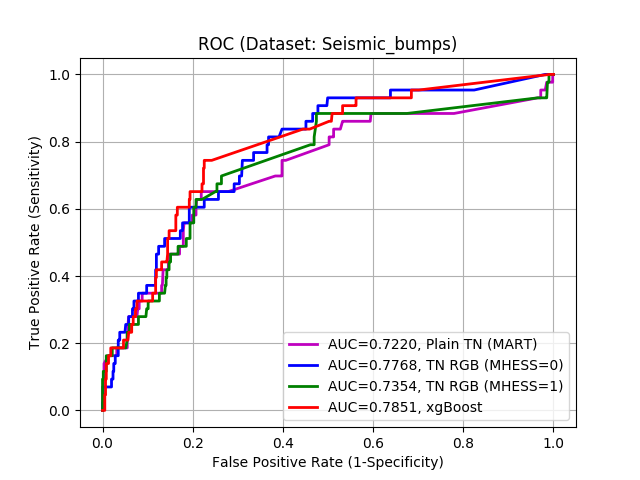 ROC (Dataset: Seismic_bumps)
True Positive Rate (Sensitivity)
1.0
0.8
0.6
0.4
0.2
0.0
AUC=0.7220, Plain TN (MART)
AUC=0.7768, TN RGB (MHESS=0)
AUC=0.7354, TN RGB (MHESS=1)
AUC=0.7851, xgBoost
0.0 0.2 0.4 0.6 0.8 1.0
False Positive Rate (1-Specificity)